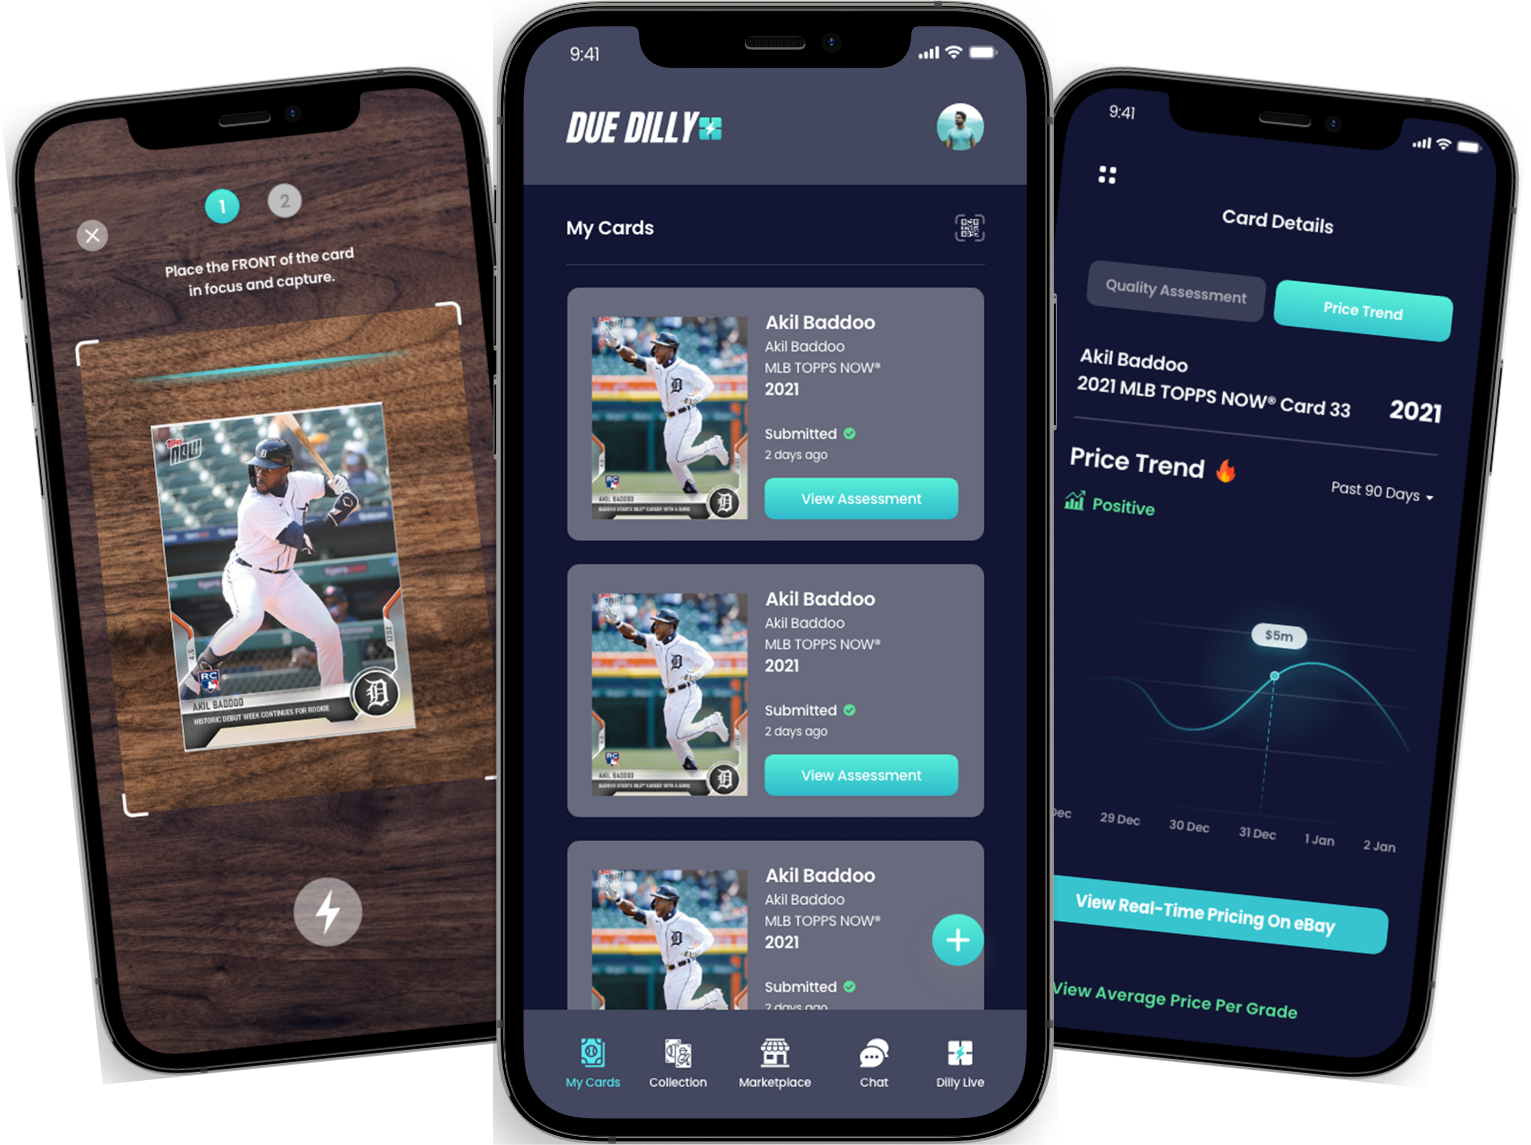 1
2
Place the FRONT of the card
in focus and capture.
Topps
NOW
RC
AKIL BADDOO
HISTORIC DEBUT WEEK CONTINUES FOR ROOKIE
D
9:41
DUE DILLY
My Cards
Akil Baddoo
Akil Baddoo
MLB TOPPS NOW®
2021
Submitted
2 days ago
View Assessment
RC
AKIL BADDOO
Akil Baddoo
Akil Baddoo
MLB TOPPS NOW®
2021
Submitted
2 days ago
View Assessment
RC
AKIL BADDOO
Akil Baddoo
Akil Baddoo
MLB TOPPS NOW®
2021
Submitted
2 days ago
My Cards
Collection
Marketplace
Chat
Dilly Live
9:41
Card Details
Quality Assessment
Price Trend
Akil Baddoo
2021 MLB TOPPS NOW® Card 33
2021
Price Trend
Past 90 Days
Positive
$5m
Dec
29 Dec
30 Dec
31 Dec
1 Jan
2 Jan
View Real-Time Pricing On eBay
View Average Price Per Grade